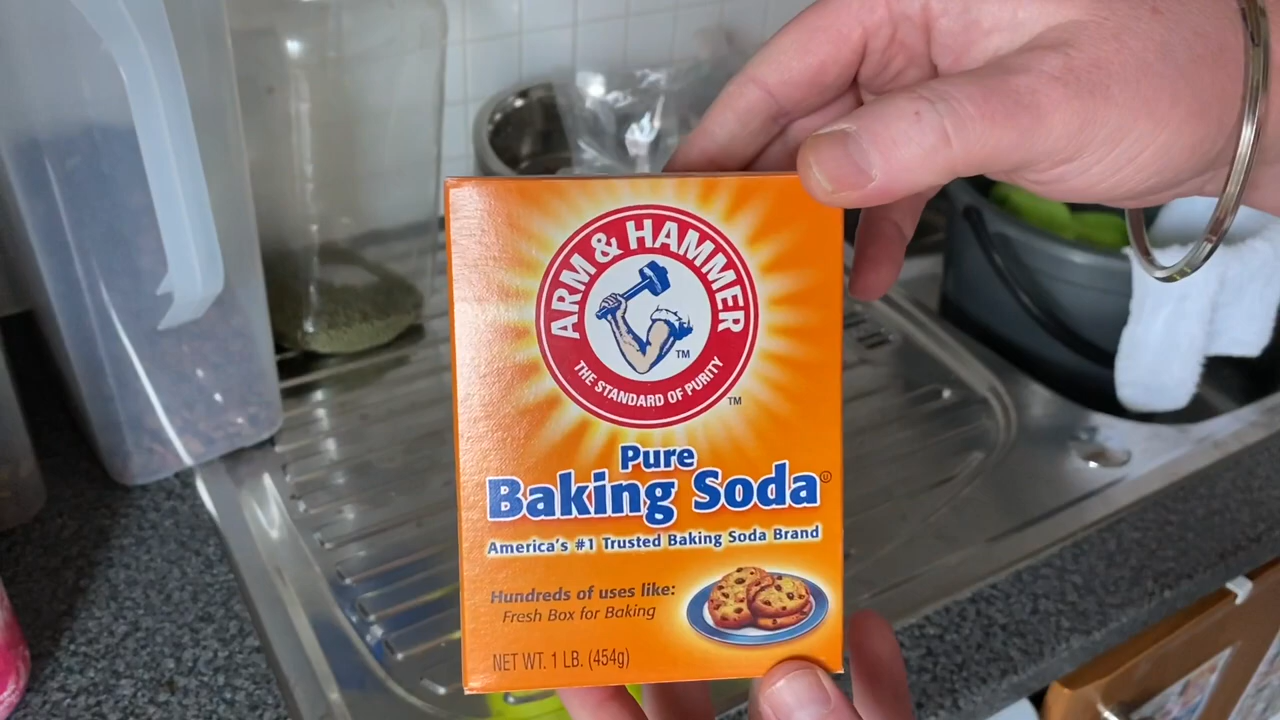 ARM & HAMMER
TM
THE STANDARD OF PURITY
TM
Pure
Baking Soda
America's #1 Trusted Baking Soda Brand
Hundreds of uses like:
Fresh Box for Baking
NET WT. 1 LB. (454g)